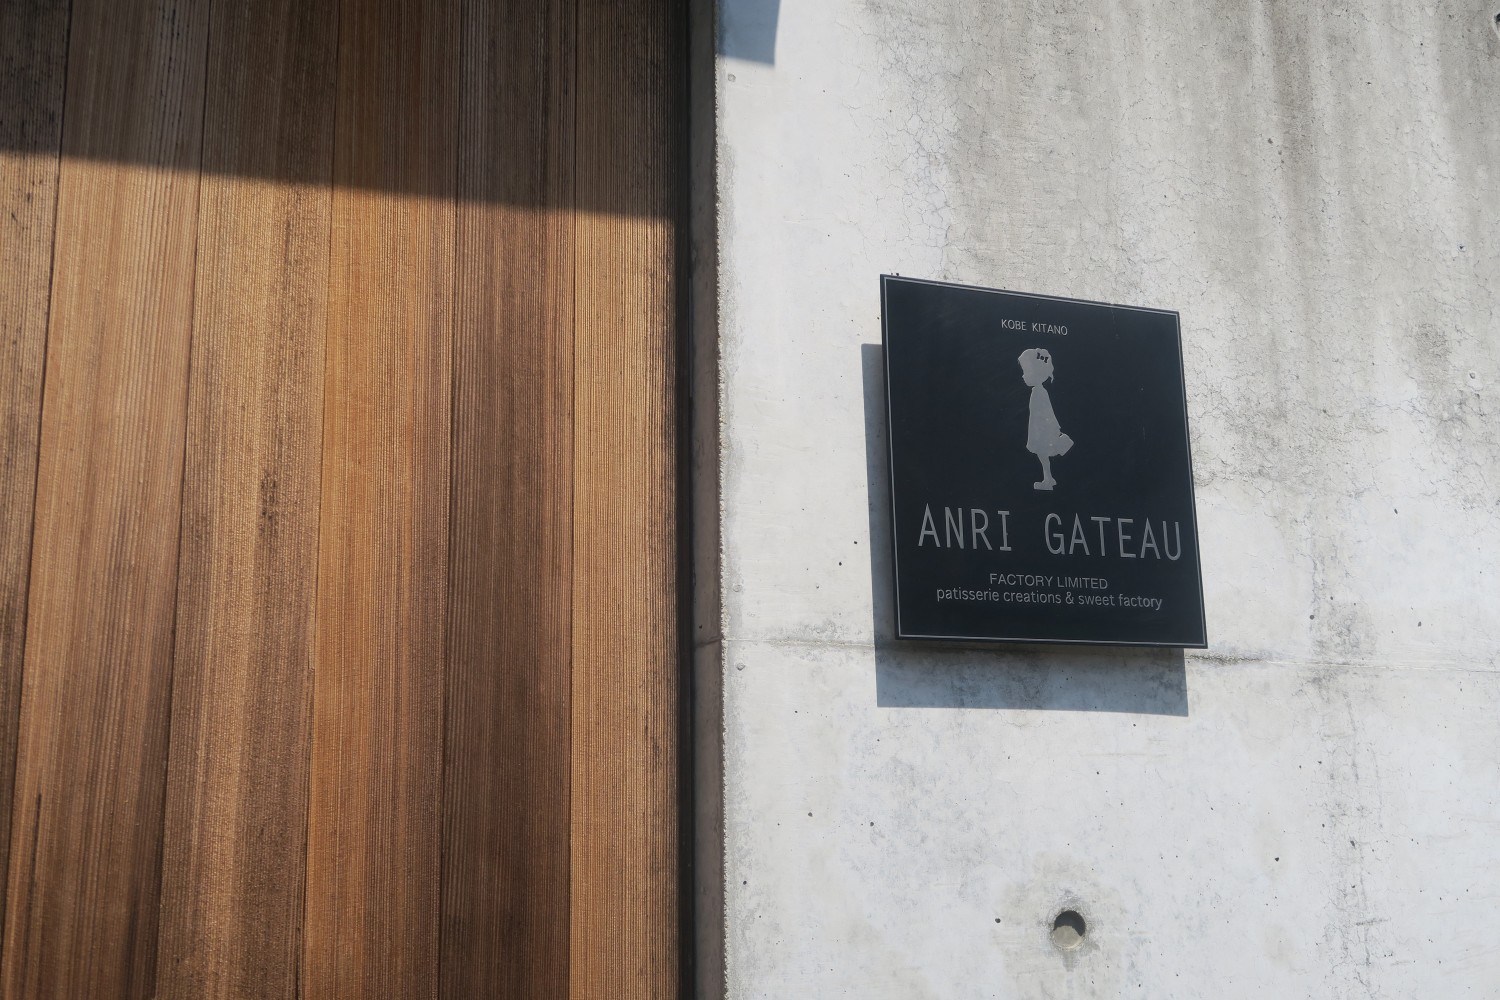 KOBE KITANO
ANRI GATEAU
FACTORY LIMITED
patisserie creations & sweet factory